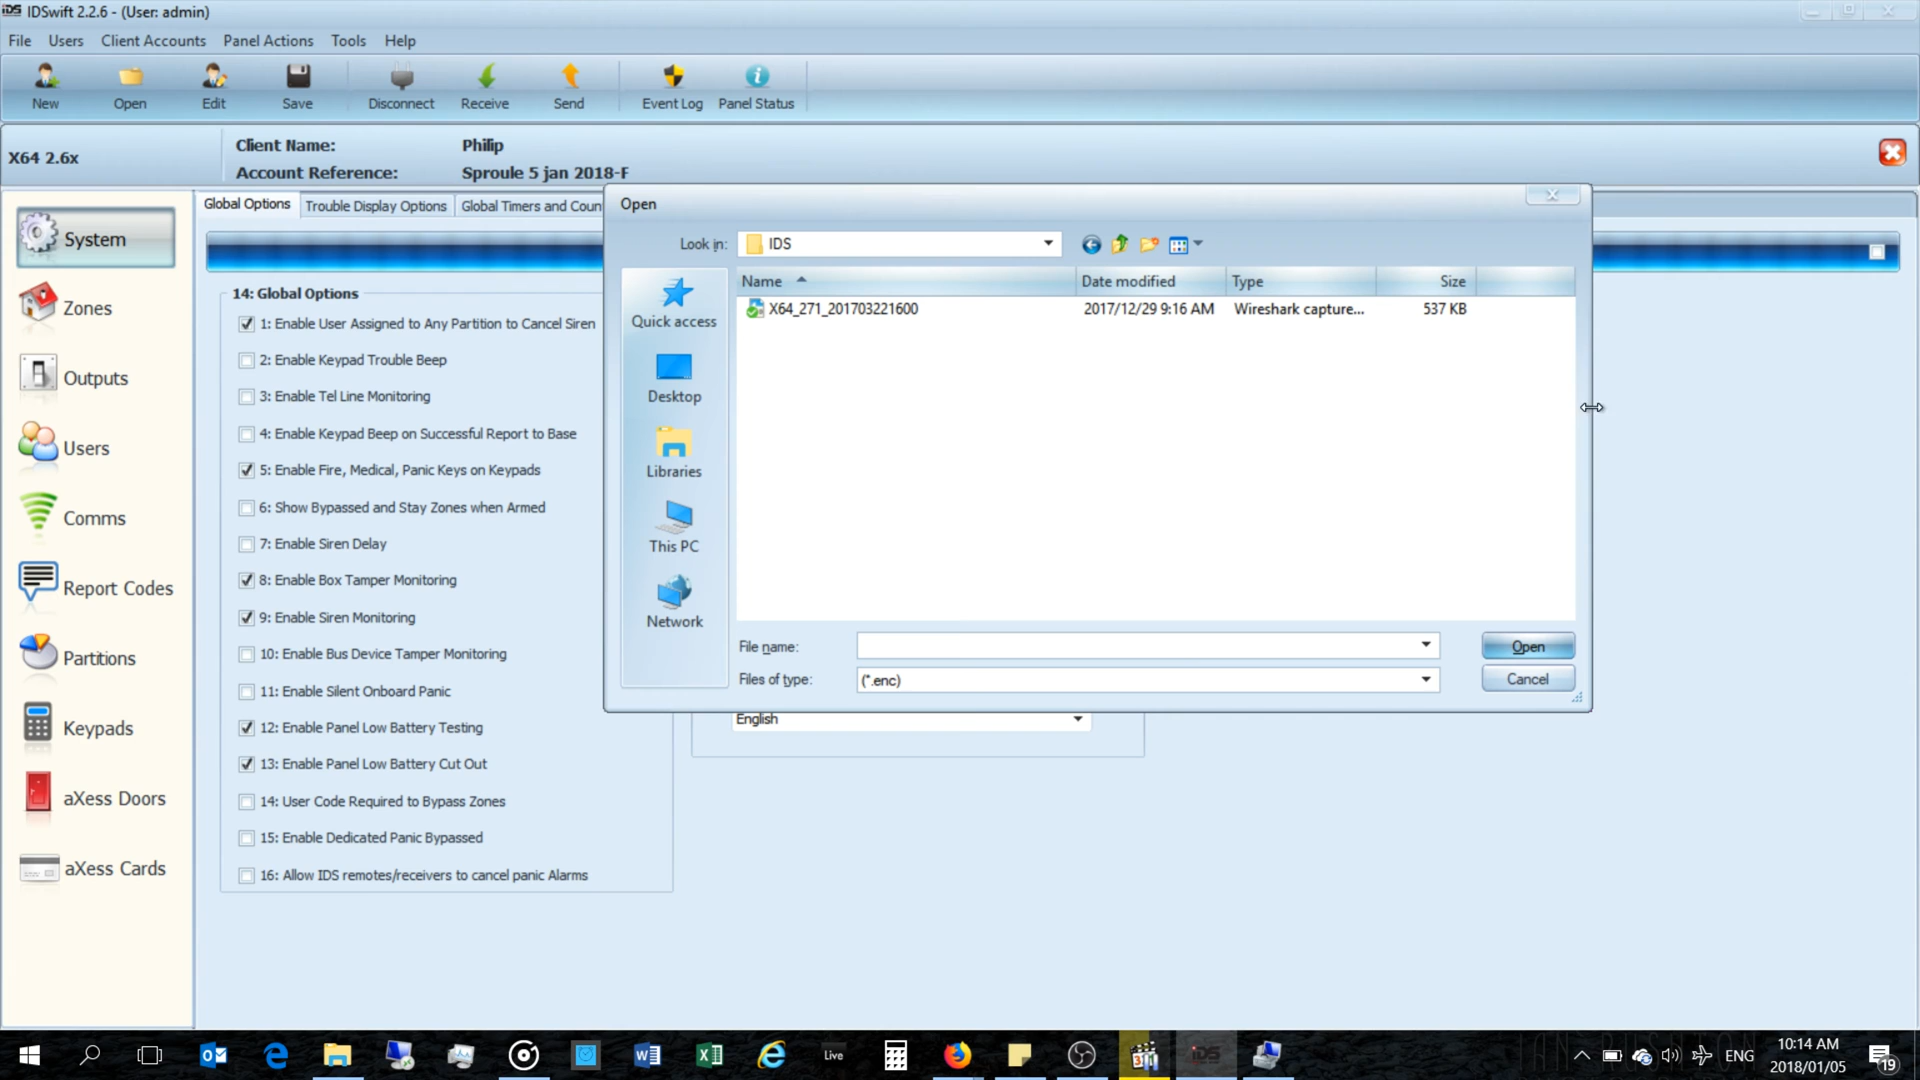 IDS IDSwift 2.2.6 - (User: admin)
File Users Client Accounts Panel Actions Tools Help
New Open Edit Save Disconnect Receive Send Event Log Panel Status
X64 2.6x
Client Name: Philip
Account Reference: Sproule 5 jan 2018-F
System
Zones
Outputs
Users
Comms
Report Codes
Partitions
Keypads
aXess Doors
aXess Cards
Global Options Trouble Display Options Global Timers and Coun
14: Global Options
1: Enable User Assigned to Any Partition to Cancel Siren
2: Enable Keypad Trouble Beep
3: Enable Tel Line Monitoring
4: Enable Keypad Beep on Successful Report to Base
5: Enable Fire, Medical, Panic Keys on Keypads
6: Show Bypassed and Stay Zones when Armed
7: Enable Siren Delay
8: Enable Box Tamper Monitoring
9: Enable Siren Monitoring
10: Enable Bus Device Tamper Monitoring
11: Enable Silent Onboard Panic
12: Enable Panel Low Battery Testing
13: Enable Panel Low Battery Cut Out
14: User Code Required to Bypass Zones
15: Enable Dedicated Panic Bypassed
16: Allow IDS remotes/receivers to cancel panic Alarms
Open
Look in: IDS
Quick access
Desktop
Libraries
This PC
Network
Name Date modified Type Size
X64_271_201703221600 2017/12/29 9:16 AM Wireshark capture... 537 KB
File name: Open
Files of type: (*.enc) Cancel
English
Live
IDS
ENG
10:14 AM
2018/01/05
19